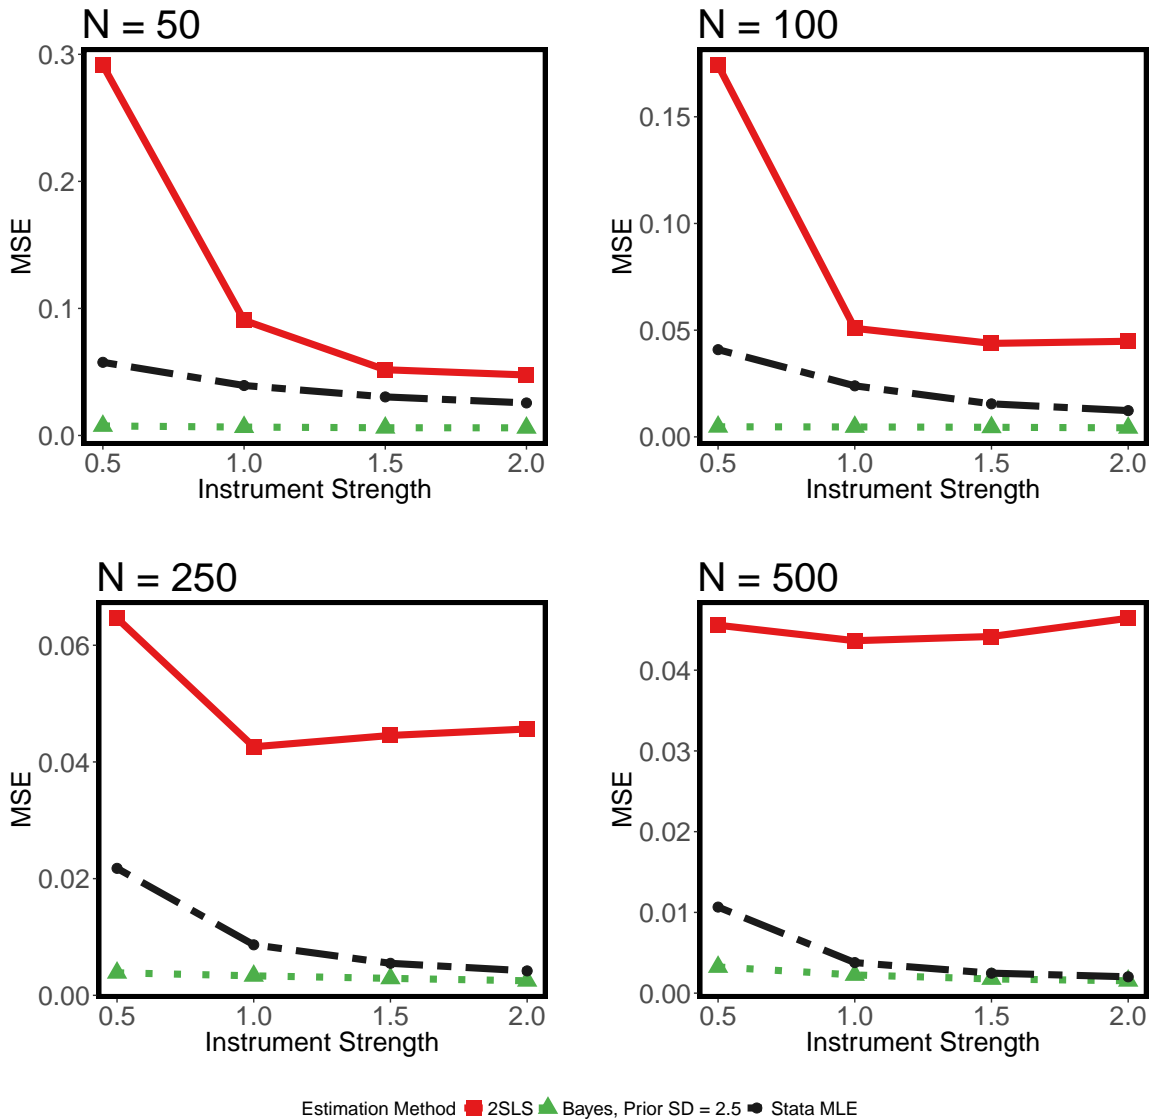 N = 50
0.3
0.2
0.1
0.0
MSE
0.5 1.0 1.5 2.0
Instrument Strength
N = 100
0.15
0.10
0.05
0.00
MSE
0.5 1.0 1.5 2.0
Instrument Strength
N = 250
0.06
0.04
0.02
0.00
MSE
0.5 1.0 1.5 2.0
Instrument Strength
N = 500
0.04
0.03
0.02
0.01
0.00
MSE
0.5 1.0 1.5 2.0
Instrument Strength
Estimation Method 2SLS Bayes, Prior SD = 2.5 Stata MLE